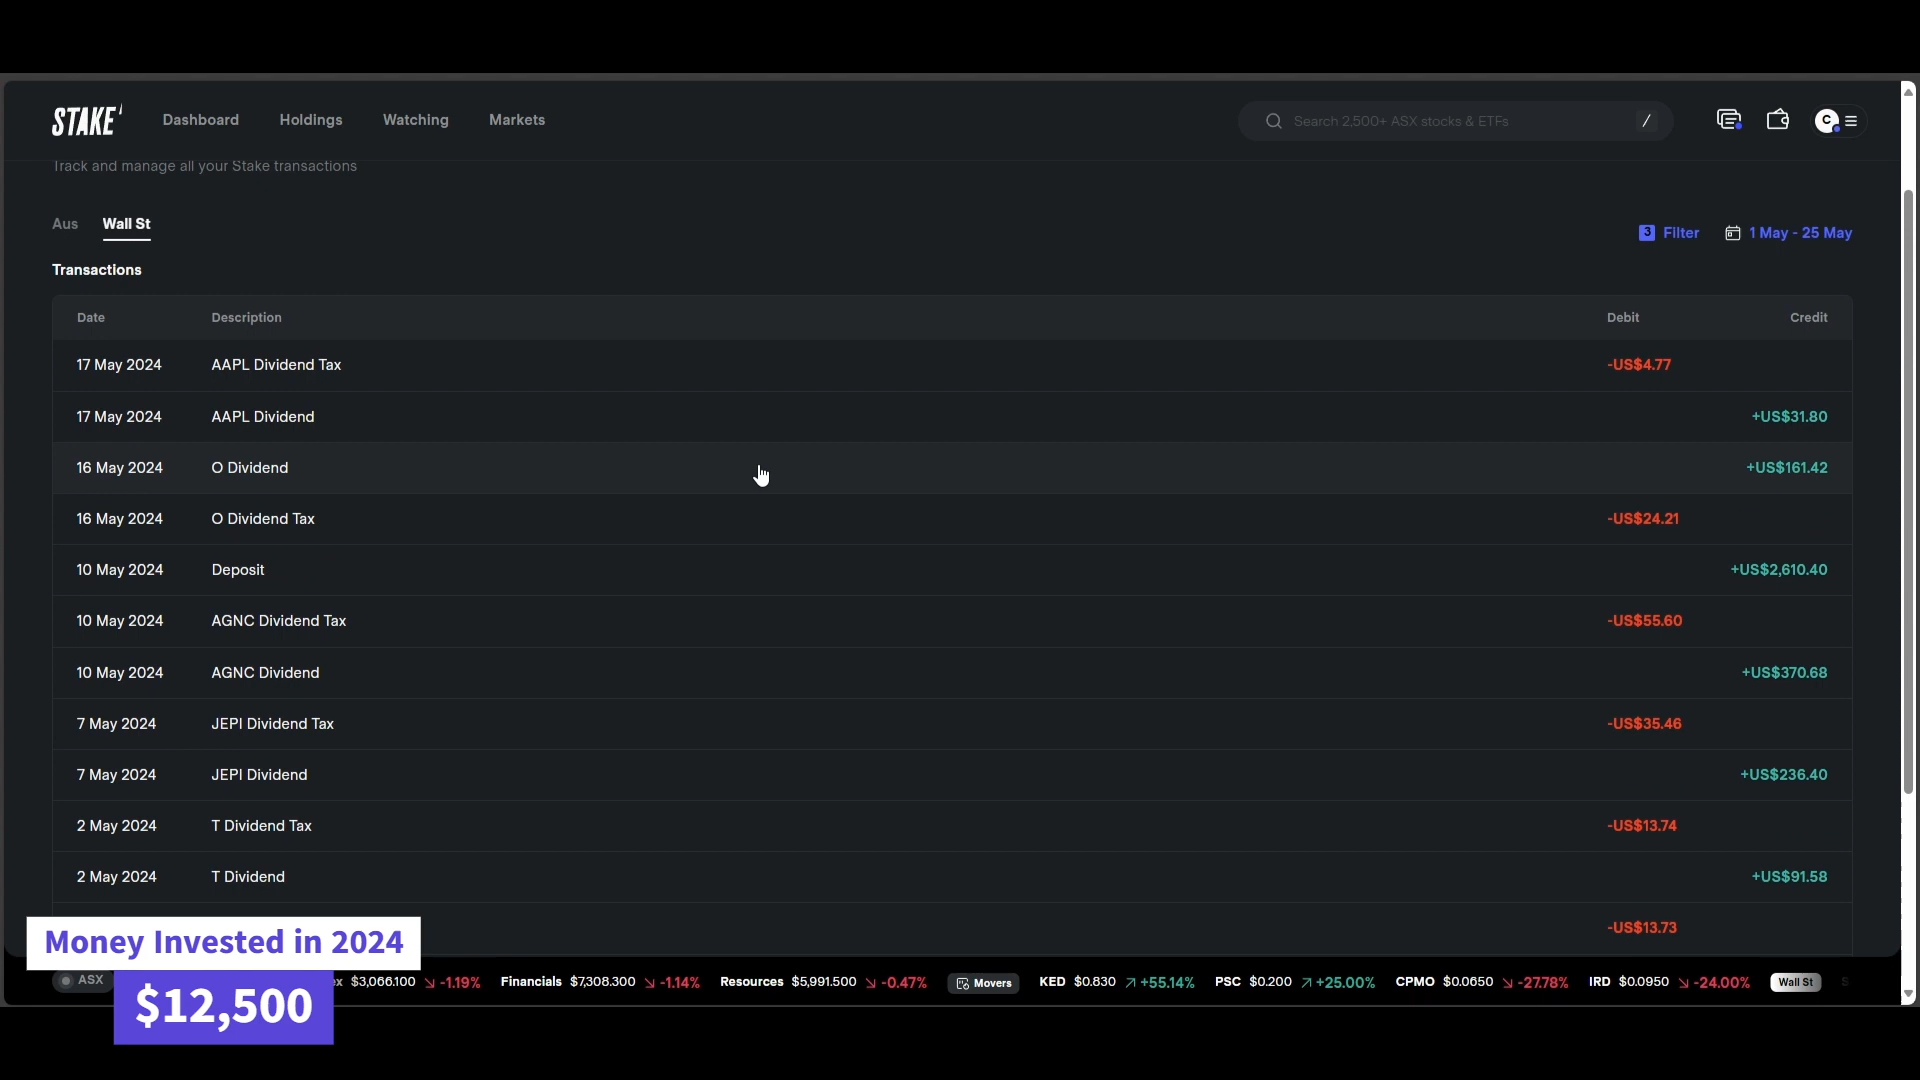 STAKE
Dashboard Holdings Watching Markets
Search 2,500+ ASX stocks & ETFs /
C
Track and manage all your Stake transactions
Aus Wall St
3 Filter 1 May - 25 May
Transactions
Date Description Debit Credit
17 May 2024 AAPL Dividend Tax -US$4.77
17 May 2024 AAPL Dividend +US$31.80
16 May 2024 O Dividend +US$161.42
16 May 2024 O Dividend Tax -US$24.21
10 May 2024 Deposit +US$2,610.40
10 May 2024 AGNC Dividend Tax -US$55.60
10 May 2024 AGNC Dividend +US$370.68
7 May 2024 JEPI Dividend Tax -US$35.46
7 May 2024 JEPI Dividend +US$236.40
2 May 2024 T Dividend Tax -US$13.74
2 May 2024 T Dividend +US$91.58
-US$13.73
Money Invested in 2024
ASX $3,066.100 -1.19% Financials $7,308.300 -1.14% Resources $5,991.500 -0.47% Movers KED $0.830 +55.14% PSC $0.200 +25.00% CPMO $0.0650 -27.78% IRD $0.0950 -24.00% Wall St
$12,500